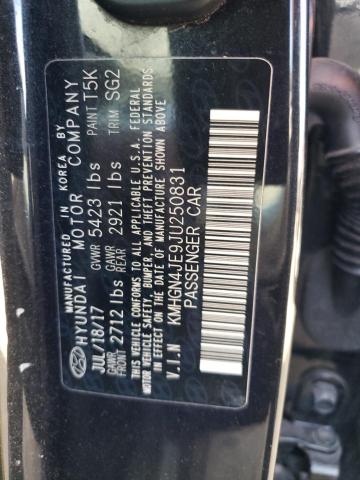 MANUFACTURED IN KOREA BY
HYUNDAI MOTOR COMPANY
JUL/18/17 GVWR 5423 lbs PAINT T5K
GAWR FRONT 2712 lbs GAWR REAR 2921 lbs TRIM SG2
THIS VEHICLE CONFORMS TO ALL APPLICABLE U.S.A. FEDERAL
MOTOR VEHICLE SAFETY, BUMPER, AND THEFT PREVENTION STANDARDS
IN EFFECT ON THE DATE OF MANUFACTURE SHOWN ABOVE.
V.I.N KMHGN4JE9JU250831
PASSENGER CAR